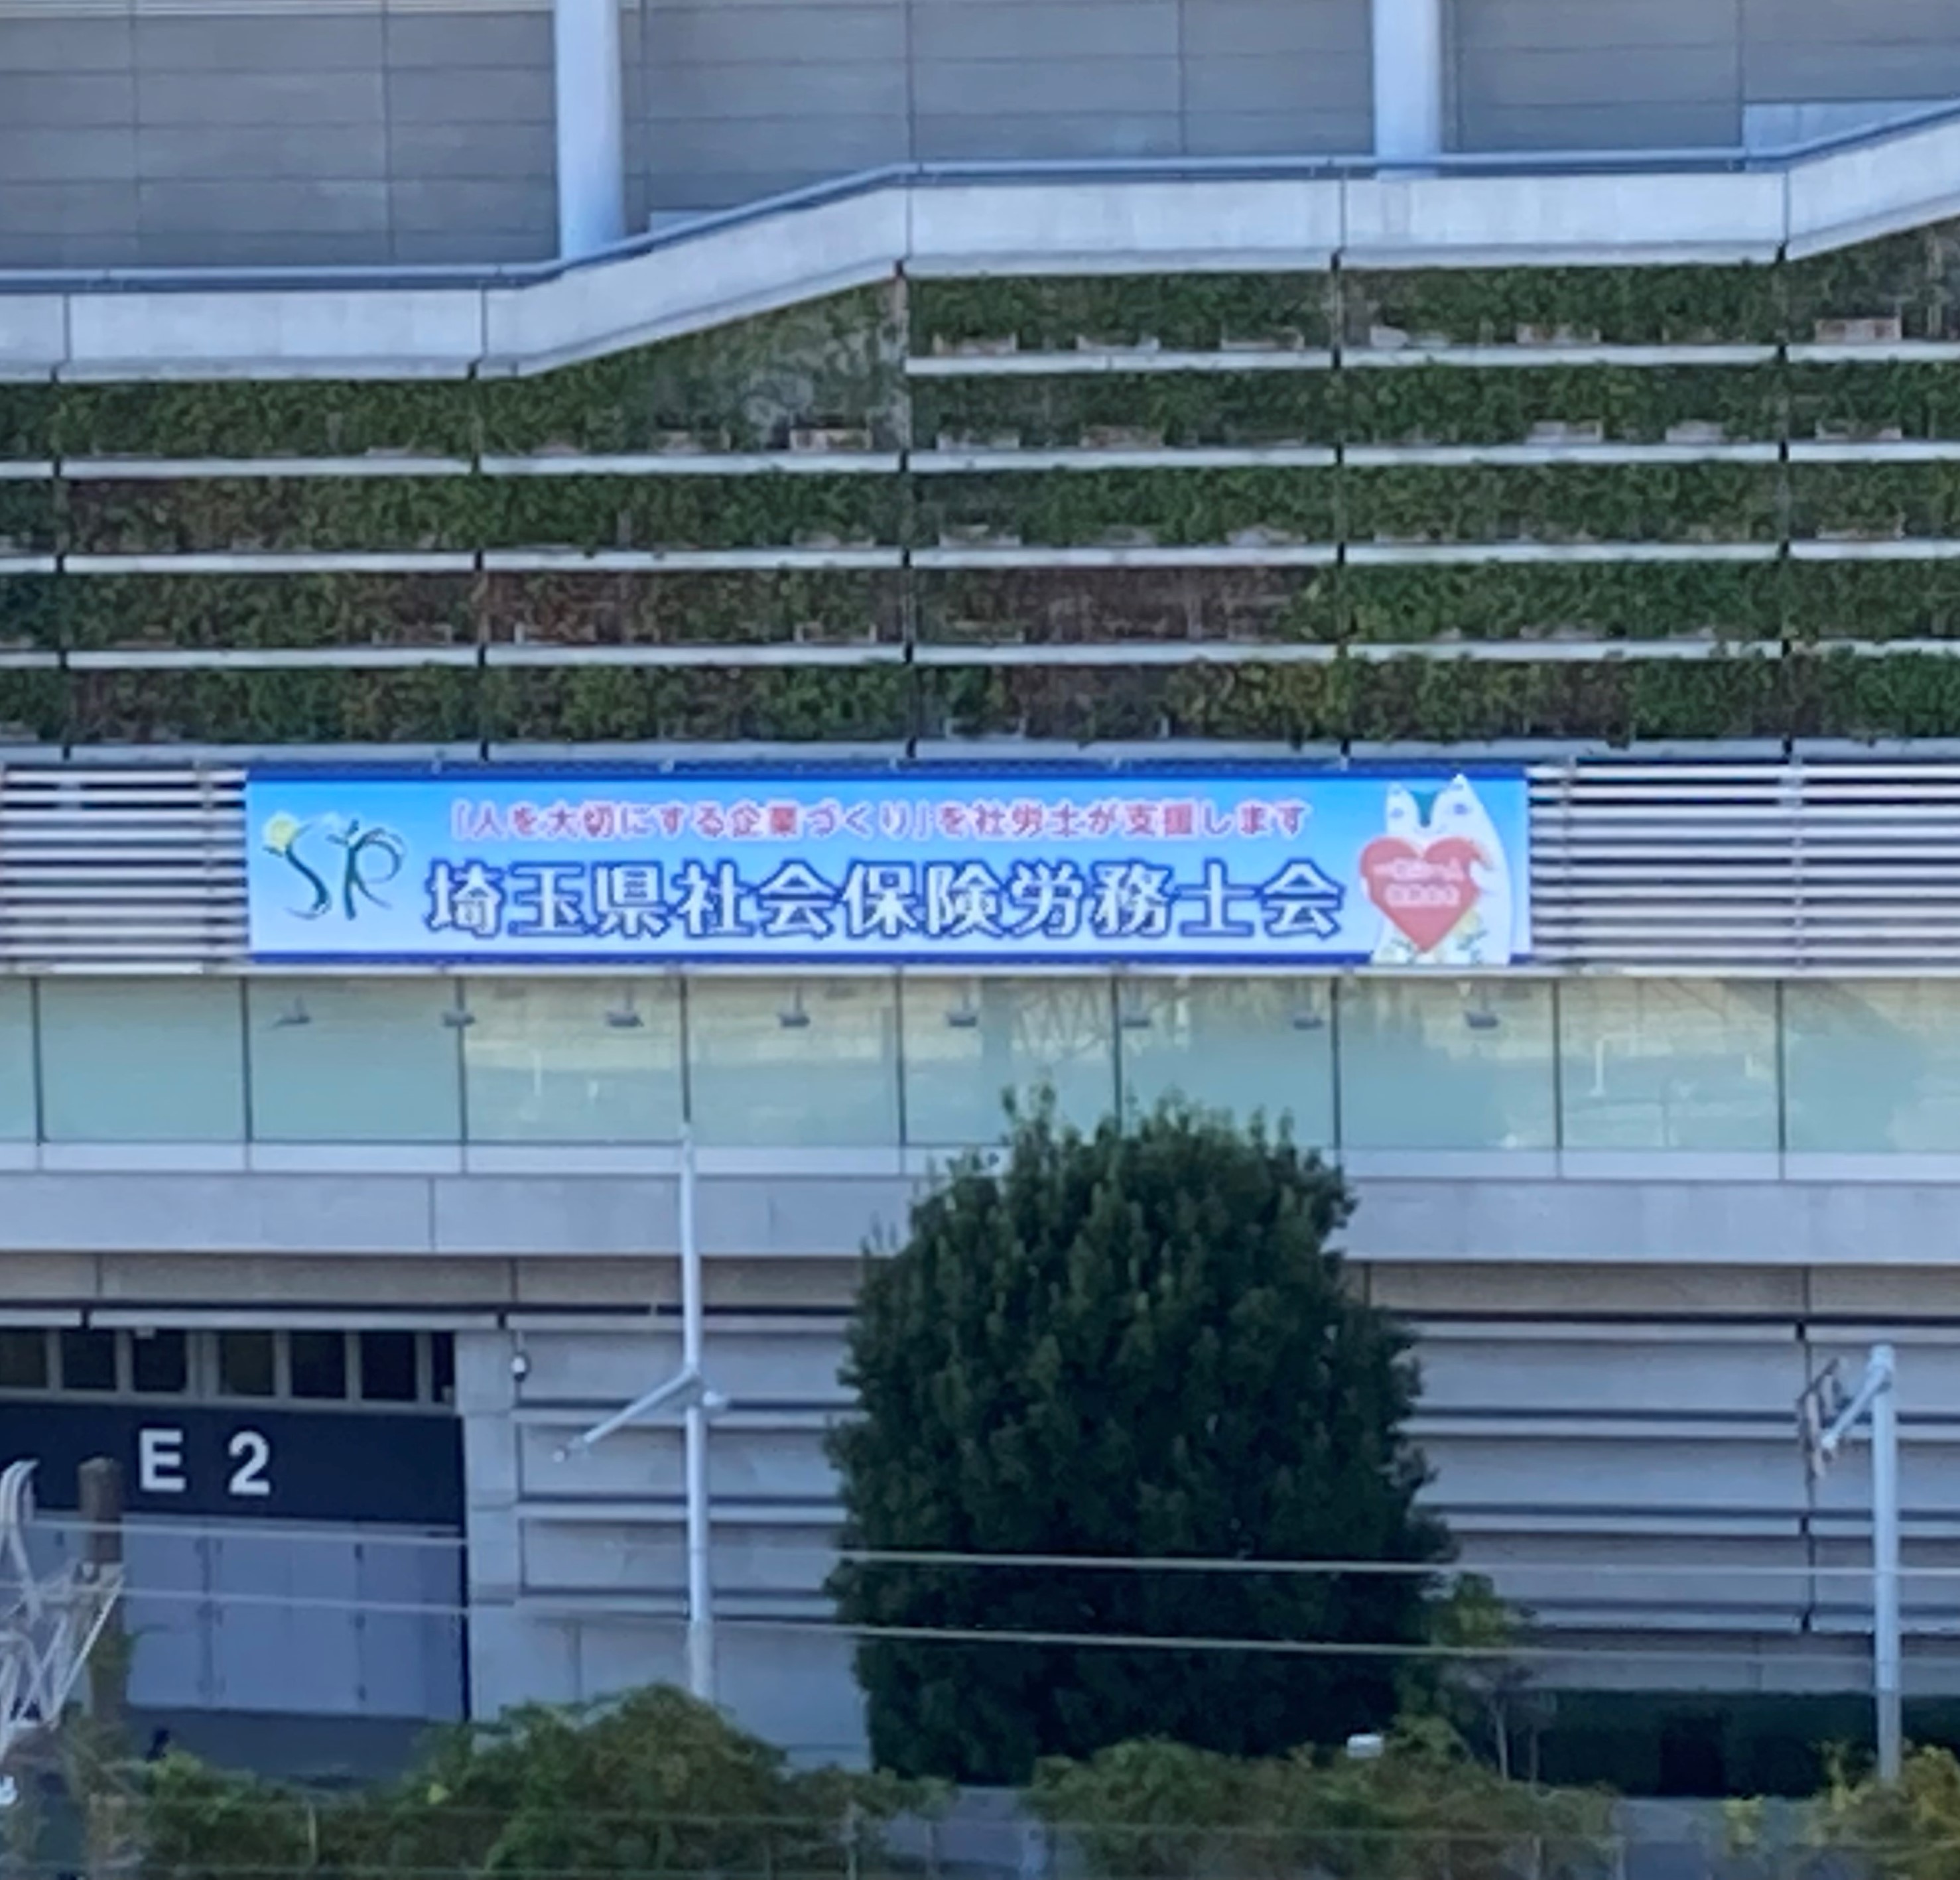 「人を大切にする企業づくり」を社労士が支援します
SR
埼玉県社会保険労務士会
E 2